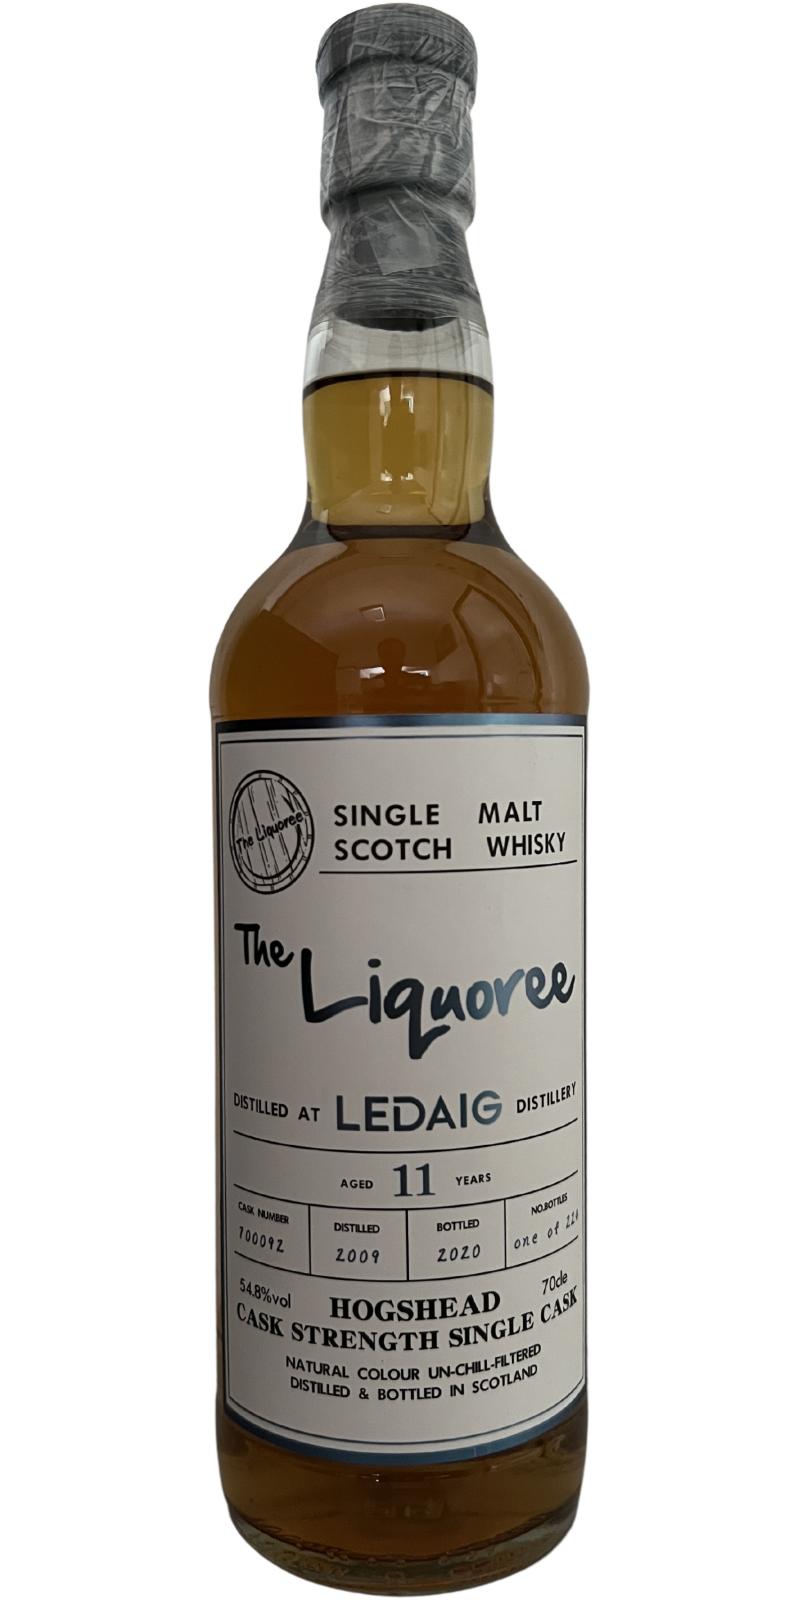 The Liquoree
SINGLE MALT
SCOTCH WHISKY
The Liquoree
DISTILLED AT LEDAIG DISTILLERY
AGED 11 YEARS
CASK NUMBER DISTILLED BOTTLED NO.BOTTLES
700092 2009 2020 one of
54.8%vol HOGSHEAD 70cle
CASK STRENGTH SINGLE CASK
NATURAL COLOUR UN-CHILL-FILTERED
DISTILLED & BOTTLED IN SCOTLAND